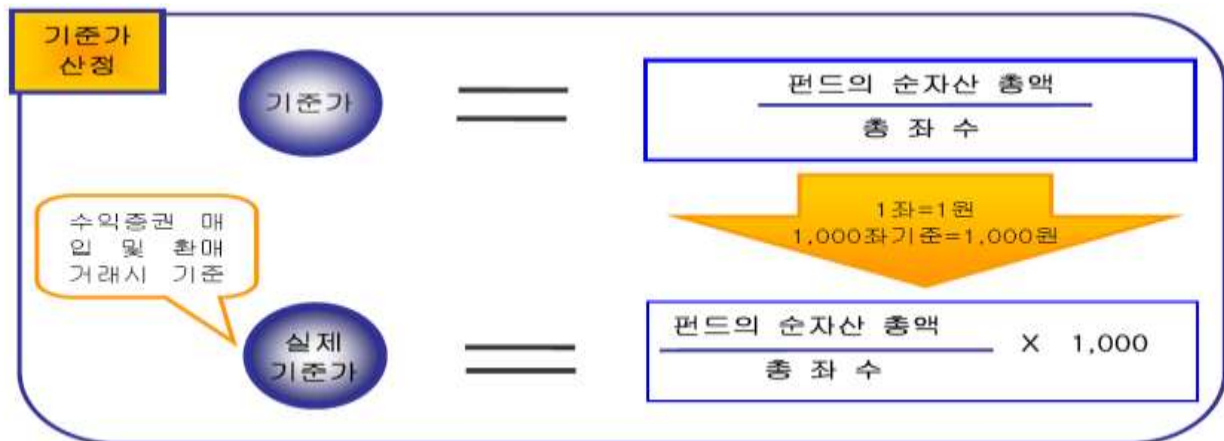 기준가
산정
기준가
=
펀드의 순자산 총액
총 좌 수
1좌=1원
1,000좌기준=1,000원
수익증권 매
입 및 환매
거래시 기준
실제
기준가
=
펀드의 순자산 총액
총 좌 수
X 1,000